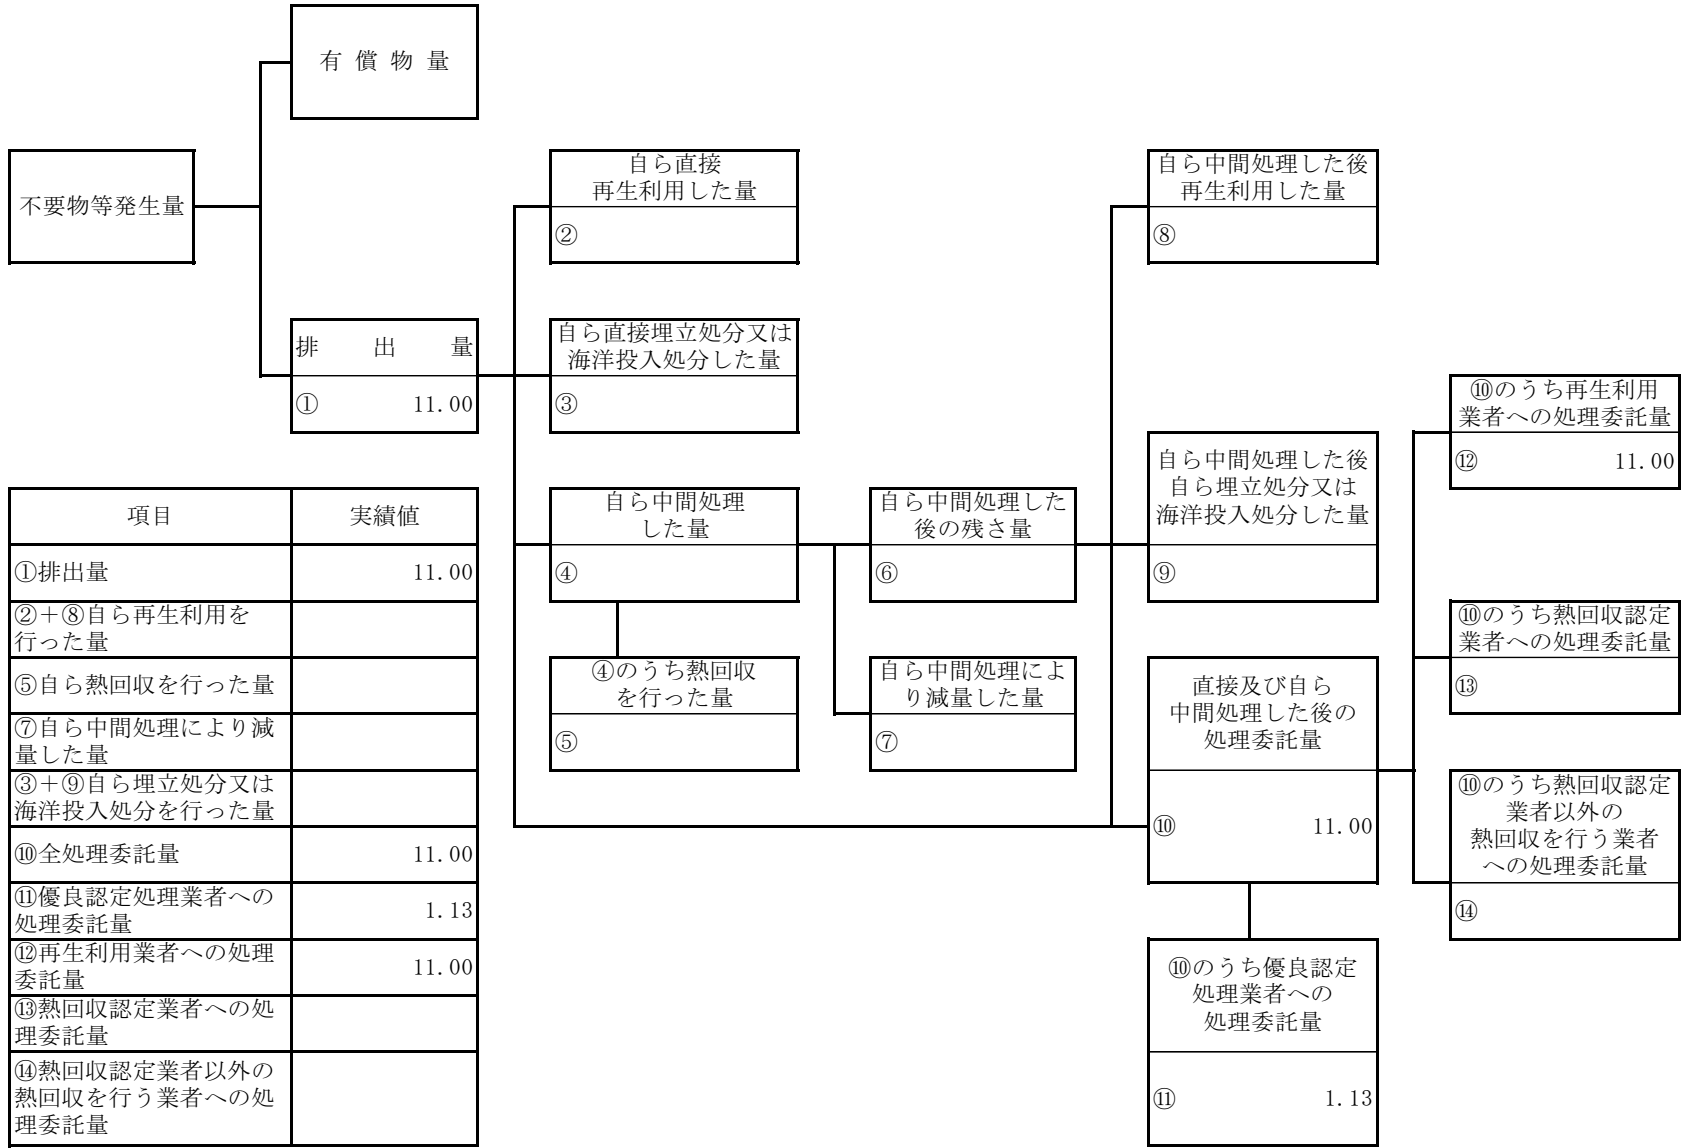 有償物量
不要物等発生量
自ら直接
再生利用した量
②
自ら中間処理した後
再生利用した量
⑧
排出量
① 11.00
自ら直接埋立処分又は
海洋投入処分した量
③
⑩のうち再生利用
業者への処理委託量
⑫ 11.00
自ら中間処理した後
自ら埋立処分又は
海洋投入処分した量
⑨
自ら中間処理
した量
④
自ら中間処理した
後の残さ量
⑥
⑩のうち熱回収認定
業者への処理委託量
⑬
④のうち熱回収
を行った量
⑤
自ら中間処理によ
り減量した量
⑦
直接及び自ら
中間処理した後の
処理委託量
⑩ 11.00
⑩のうち熱回収認定
業者以外の
熱回収を行う業者
への処理委託量
⑭
⑩のうち優良認定
処理業者への
処理委託量
⑪ 1.13
項目 実績値
①排出量 11.00
②＋⑧自ら再生利用を
行った量
⑤自ら熱回収を行った量
⑦自ら中間処理により減
量した量
③＋⑨自ら埋立処分又は
海洋投入処分を行った量
⑩全処理委託量 11.00
⑪優良認定処理業者への
処理委託量 1.13
⑫再生利用業者への処理
委託量 11.00
⑬熱回収認定業者への処
理委託量
⑭熱回収認定業者以外の
熱回収を行う業者への処
理委託量